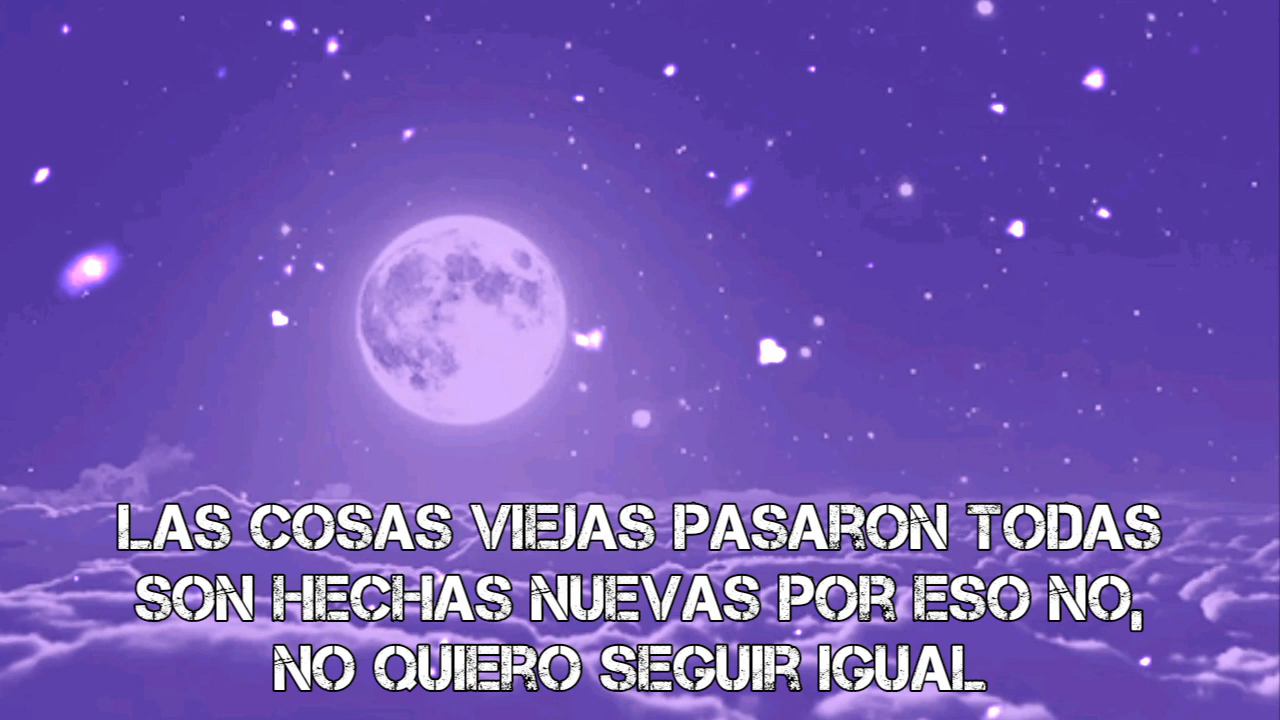 LAS COSAS VIEJAS PASARON TODAS
SON HECHAS NUEVAS POR ESO NO,
NO QUIERO SEGUIR IGUAL